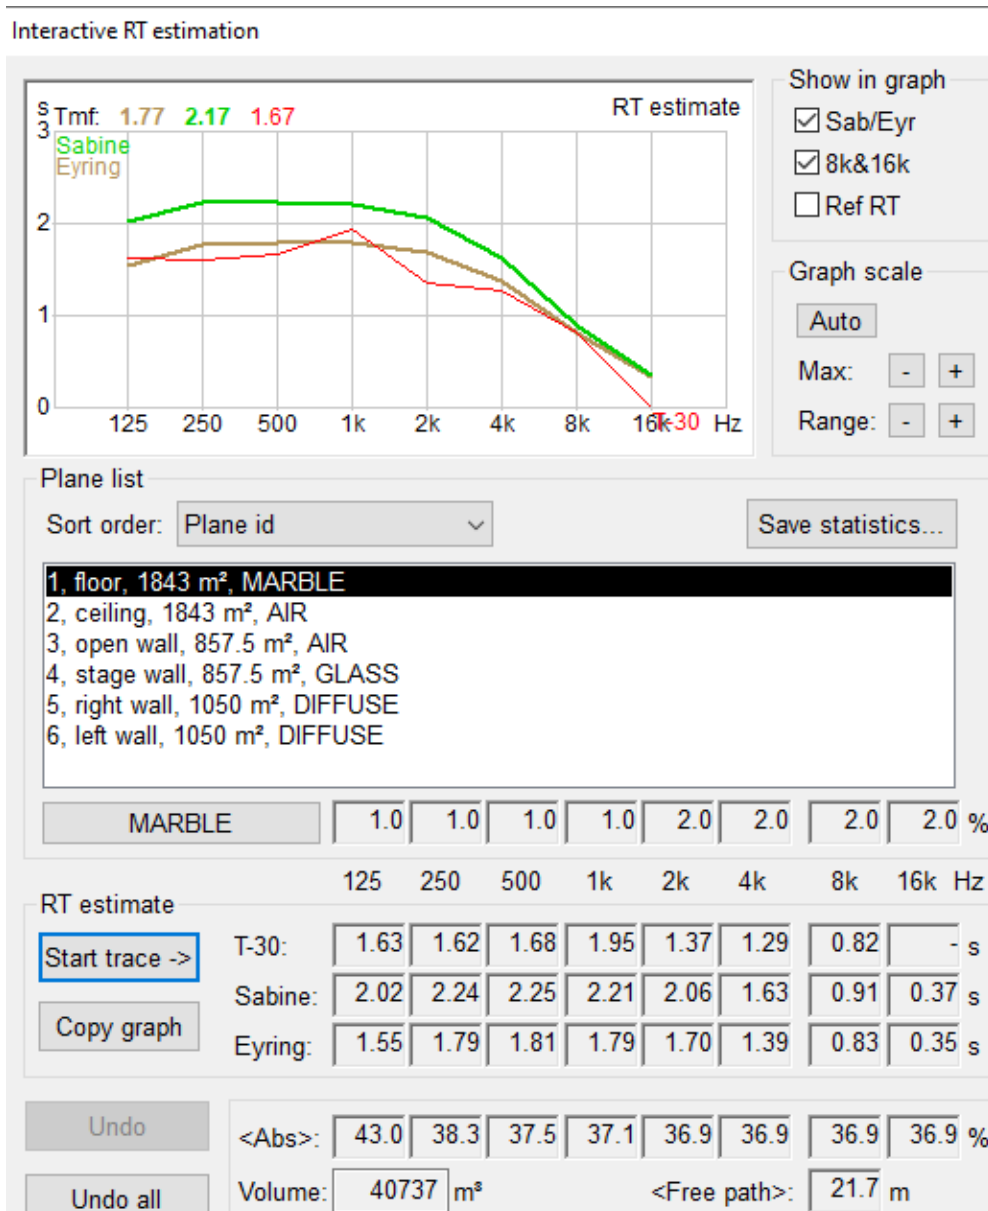 Interactive RT estimation
s Tmf: 1.77 2.17 1.67 RT estimate
3
Sabine
Eyring
2
1
0
125 250 500 1k 2k 4k 8k 16k T-30 Hz
Show in graph
Sab/Eyr
8k&16k
Ref RT
Graph scale
Auto
Max: - +
Range: - +
Plane list
Sort order: Plane id Save statistics...
1, floor, 1843 m², MARBLE
2, ceiling, 1843 m², AIR
3, open wall, 857.5 m², AIR
4, stage wall, 857.5 m², GLASS
5, right wall, 1050 m², DIFFUSE
6, left wall, 1050 m², DIFFUSE
MARBLE 1.0 1.0 1.0 1.0 2.0 2.0 2.0 2.0 %
125 250 500 1k 2k 4k 8k 16k Hz
RT estimate
Start trace -> T-30: 1.63 1.62 1.68 1.95 1.37 1.29 0.82 - s
Sabine: 2.02 2.24 2.25 2.21 2.06 1.63 0.91 0.37 s
Copy graph
Eyring: 1.55 1.79 1.81 1.79 1.70 1.39 0.83 0.35 s
Undo <Abs>: 43.0 38.3 37.5 37.1 36.9 36.9 36.9 36.9 %
Undo all Volume: 40737 m³ <Free path>: 21.7 m